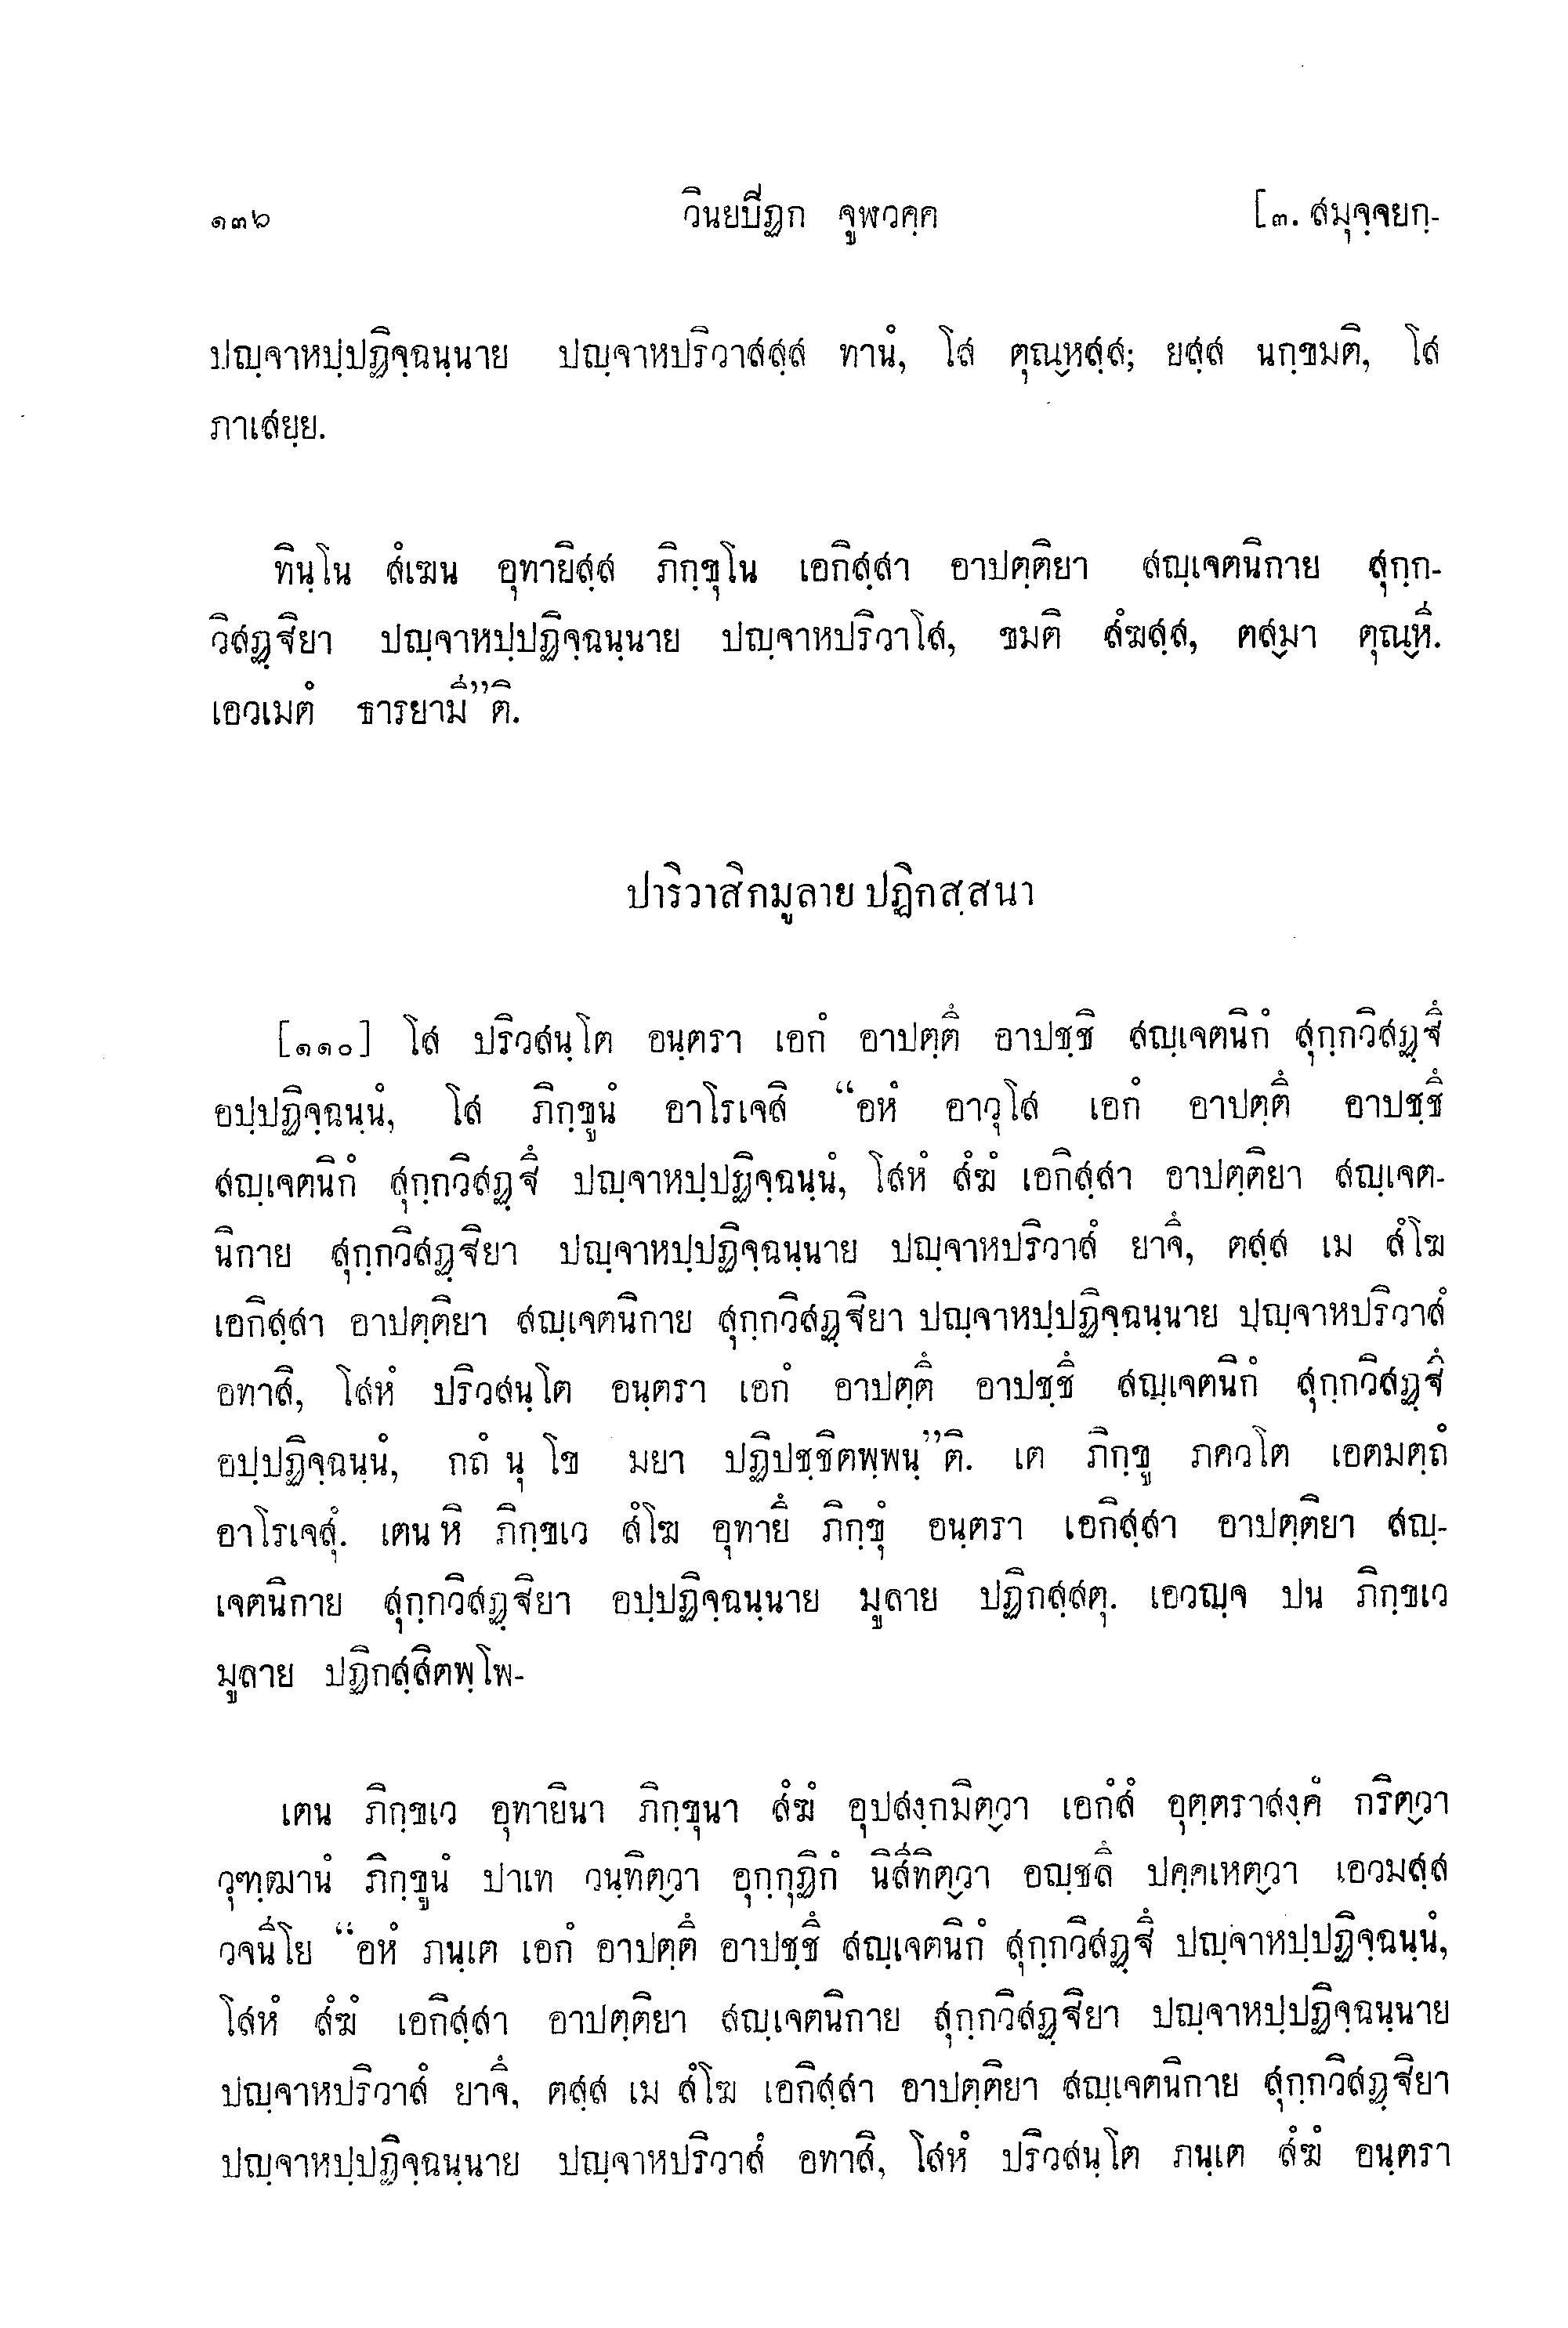 ๑๓๖ วินยปิฏก จูฬวคฺค [๓. สมุจฺจยกฺ-
ปญฺจาหปฺปฏิจฺฉนฺนาย ปญฺจาหปริวาสสฺส ทานํ, โส ตุณฺหสฺส; ยสฺส นกฺขมติ, โส
ภาเสยฺย.
ทินฺโน สํเฆน อุทายิสฺส ภิกฺขุโน เอกิสฺสา อาปตฺติยา สญฺเจตนิกาย สุกฺก-
วิสฏฺฐิยา ปญฺจาหปฺปฏิจฺฉนฺนาย ปญฺจาหปริวาโส, ขมติ สํฆสฺส, ตสฺมา ตุณฺหี.
เอวเมตํ ธารยามี”ติ.
ปาริวาสิกมูลาย ปฏิกสฺสนา
[๑๑๐] โส ปริวสนฺโต อนฺตรา เอกํ อาปตฺตึ อาปชฺชิ สญฺเจตนิกํ สุกฺกวิสฏฺฐึ
อปฺปฏิจฺฉนฺนํ, โส ภิกฺขูนํ อาโรเจสิ “อหํ อาวุโส เอกํ อาปตฺตึ อาปชฺชึ
สญฺเจตนิกํ สุกฺกวิสฏฺฐึ ปญฺจาหปฺปฏิจฺฉนฺนํ, โสหํ สํฆํ เอกิสฺสา อาปตฺติยา สญฺเจต-
นิกาย สุกฺกวิสฏฺฐิยา ปญฺจาหปฺปฏิจฺฉนฺนาย ปญฺจาหปริวาสํ ยาจึ, ตสฺส เม สํโฆ
เอกิสฺสา อาปตฺติยา สญฺเจตนิกาย สุกฺกวิสฏฺฐิยา ปญฺจาหปฺปฏิจฺฉนฺนาย ปญฺจาหปริวาสํ
อทาสิ, โสหํ ปริวสนฺโต อนฺตรา เอกํ อาปตฺตึ อาปชฺชึ สญฺเจตนิกํ สุกฺกวิสฏฺฐึ
อปฺปฏิจฺฉนฺนํ, กถํ นุ โข มยา ปฏิปชฺชิตพฺพนฺ”ติ. เต ภิกฺขู ภควโต เอตมตฺถํ
อาโรเจสุํ. เตน หิ ภิกฺขเว สํโฆ อุทายึ ภิกฺขุํ อนฺตรา เอกิสฺสา อาปตฺติยา สญฺ-
เจตนิกาย สุกฺกวิสฏฺฐิยา อปฺปฏิจฺฉนฺนาย มูลาย ปฏิกสฺสตุ. เอวญฺจ ปน ภิกฺขเว
มูลาย ปฏิกสฺสิตพฺโพ-
เตน ภิกฺขเว อุทายินา ภิกฺขุนา สํฆํ อุปสงฺกมิตฺวา เอกํสํ อุตฺตราสงฺคํ กริตฺวา
วุฑฺฒานํ ภิกฺขูนํ ปาเท วนฺทิตฺวา อุกฺกุฏิกํ นิสีทิตฺวา อญฺชลึ ปคฺคเหตฺวา เอวมสฺส
วจนีโย “อหํ ภนฺเต เอกํ อาปตฺตึ อาปชฺชึ สญฺเจตนิกํ สุกฺกวิสฏฺฐึ ปญฺจาหปฺปฏิจฺฉนฺนํ,
โสหํ สํฆํ เอกิสฺสา อาปตฺติยา สญฺเจตนิกาย สุกฺกวิสฏฺฐิยา ปญฺจาหปฺปฏิจฺฉนฺนาย
ปญฺจาหปริวาสํ ยาจึ, ตสฺส เม สํโฆ เอกิสฺสา อาปตฺติยา สญฺเจตนิกาย สุกฺกวิสฏฺฐิยา
ปญฺจาหปฺปฏิจฺฉนฺนาย ปญฺจาหปริวาสํ อทาสิ, โสหํ ปริวสนฺโต ภนฺเต สํฆํ อนฺตรา